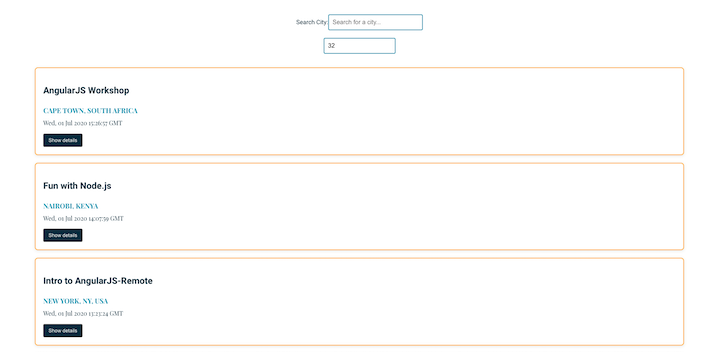 Search City: Search for a city...
32
AngularJS Workshop
CAPE TOWN, SOUTH AFRICA
Wed, 01 Jul 2020 15:26:57 GMT
Show details
Fun with Node.js
NAIROBI, KENYA
Wed, 01 Jul 2020 14:07:59 GMT
Show details
Intro to AngularJS-Remote
NEW YORK, NY, USA
Wed, 01 Jul 2020 13:23:24 GMT
Show details